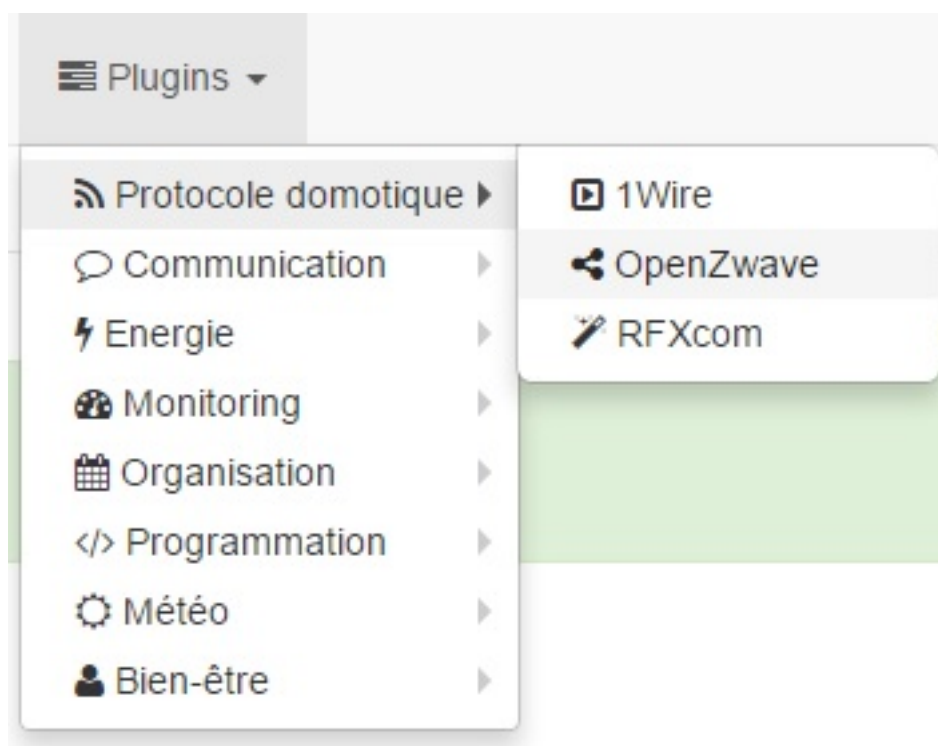 Plugins
Protocole domotique
Communication
Energie
Monitoring
Organisation
Programmation
Météo
Bien-être
1Wire
OpenZwave
RFXcom